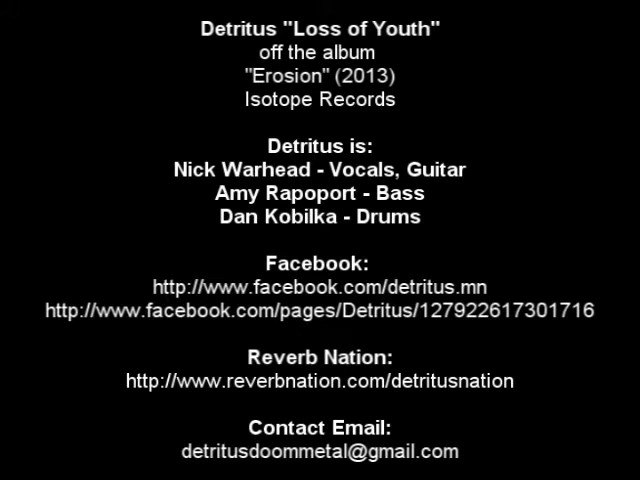 Detritus "Loss of Youth"
off the album
"Erosion" (2013)
Isotope Records
Detritus is:
Nick Warhead - Vocals, Guitar
Amy Rapoport - Bass
Dan Kobilka - Drums
Facebook:
http://www.facebook.com/detritus.mn
http://www.facebook.com/pages/Detritus/127922617301716
Reverb Nation:
http://www.reverbnation.com/detritusnation
Contact Email:
detritusdoommetal@gmail.com